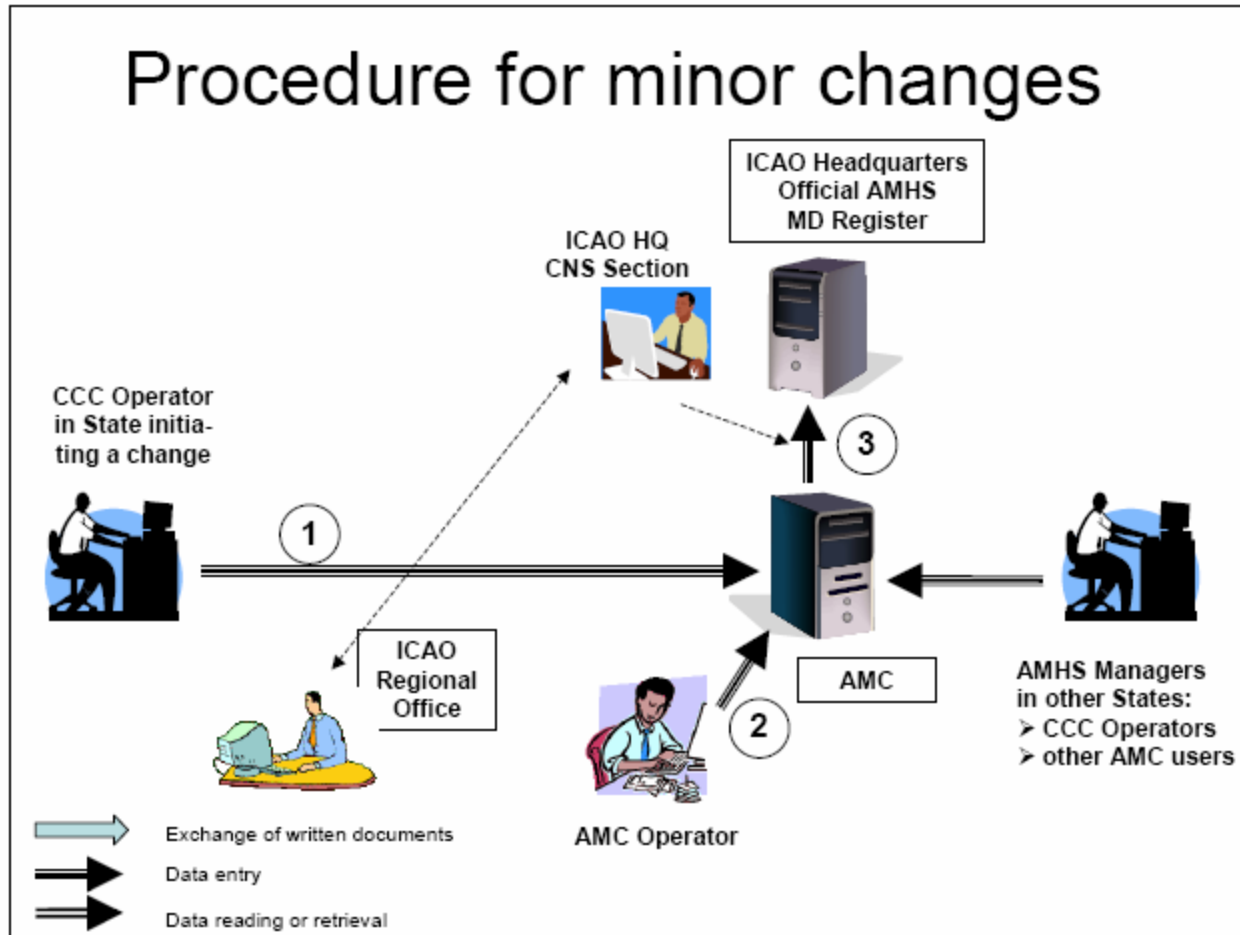 Procedure for minor changes
ICAO Headquarters
Official AMHS
MD Register
ICAO HQ
CNS Section
CCC Operator
in State initia-
ting a change
3
1
ICAO
Regional
Office
AMC
2
AMHS Managers
in other States:
➢ CCC Operators
➢ other AMC users
AMC Operator
Exchange of written documents
Data entry
Data reading or retrieval